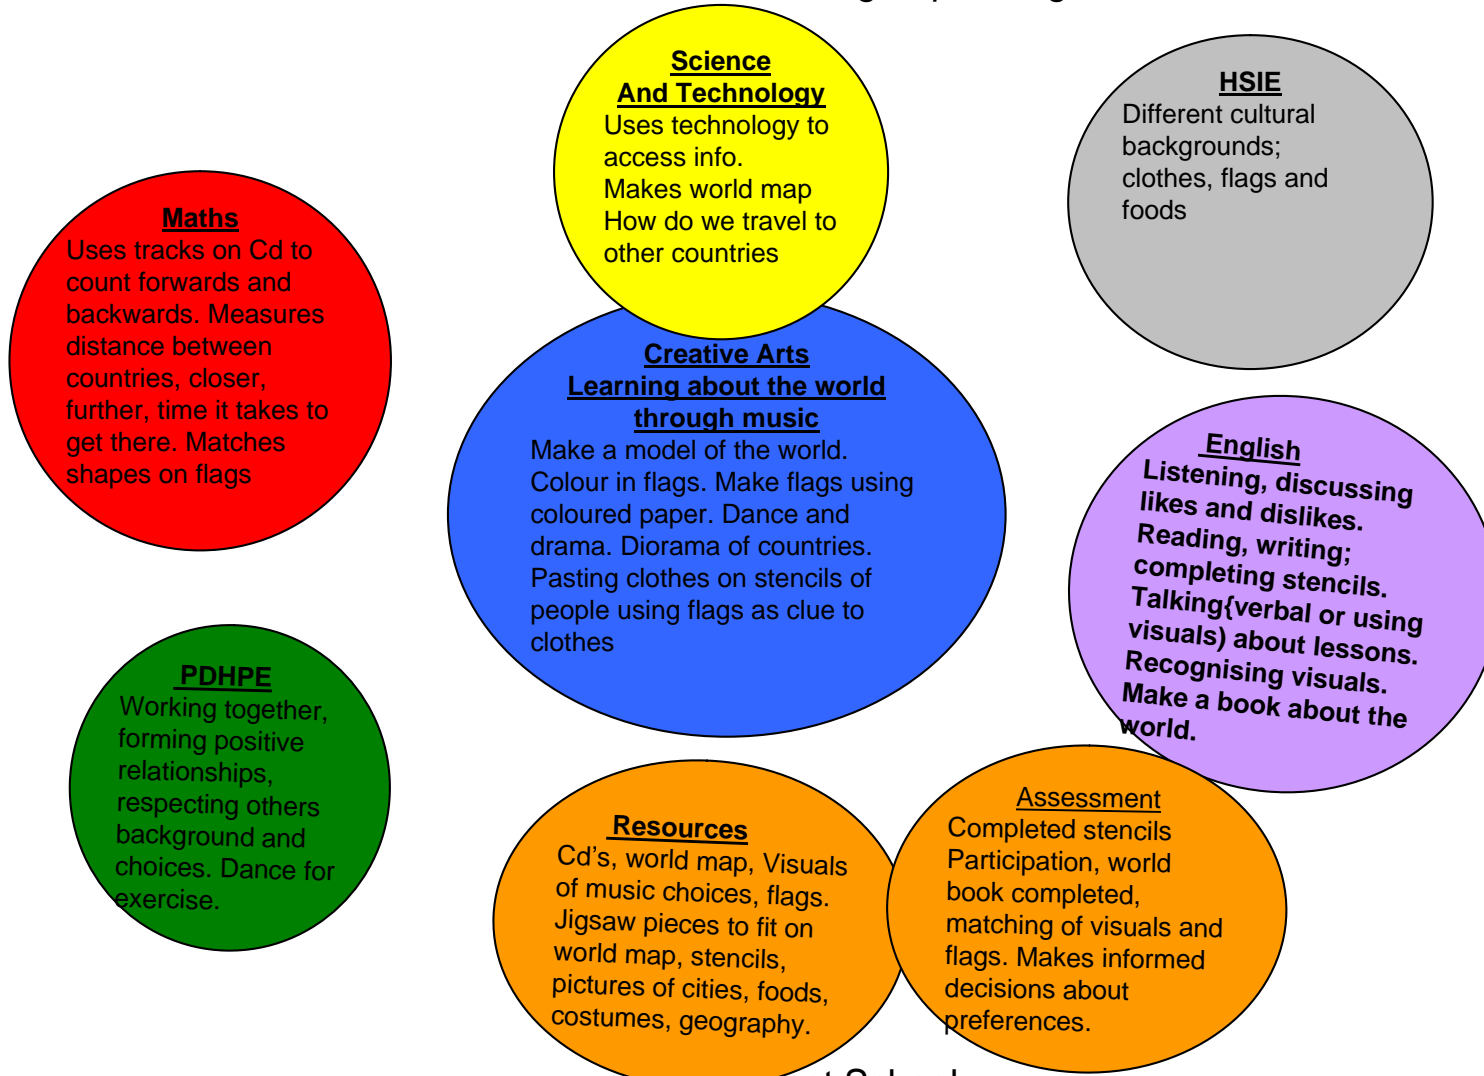 Science
And Technology
Uses technology to
access info.
Makes world map
How do we travel to
other countries
HSIE
Different cultural
backgrounds;
clothes, flags and
foods
Maths
Uses tracks on Cd to
count forwards and
backwards. Measures
distance between
countries, closer,
further, time it takes to
get there. Matches
shapes on flags
Creative Arts
Learning about the world
through music
Make a model of the world.
Colour in flags. Make flags using
coloured paper. Dance and
drama. Diorama of countries.
Pasting clothes on stencils of
people using flags as clue to
clothes
English
Listening, discussing
likes and dislikes.
Reading, writing;
completing stencils.
Talking{verbal or using
visuals) about lessons.
Recognising visuals.
Make a book about the
world.
PDHPE
Working together,
forming positive
relationships,
respecting others
background and
choices. Dance for
exercise.
Resources
Cd's, world map, Visuals
of music choices, flags.
Jigsaw pieces to fit on
world map, stencils,
pictures of cities, foods,
costumes, geography.
Assessment
Completed stencils
Participation, world
book completed,
matching of visuals and
flags. Makes informed
decisions about
preferences.